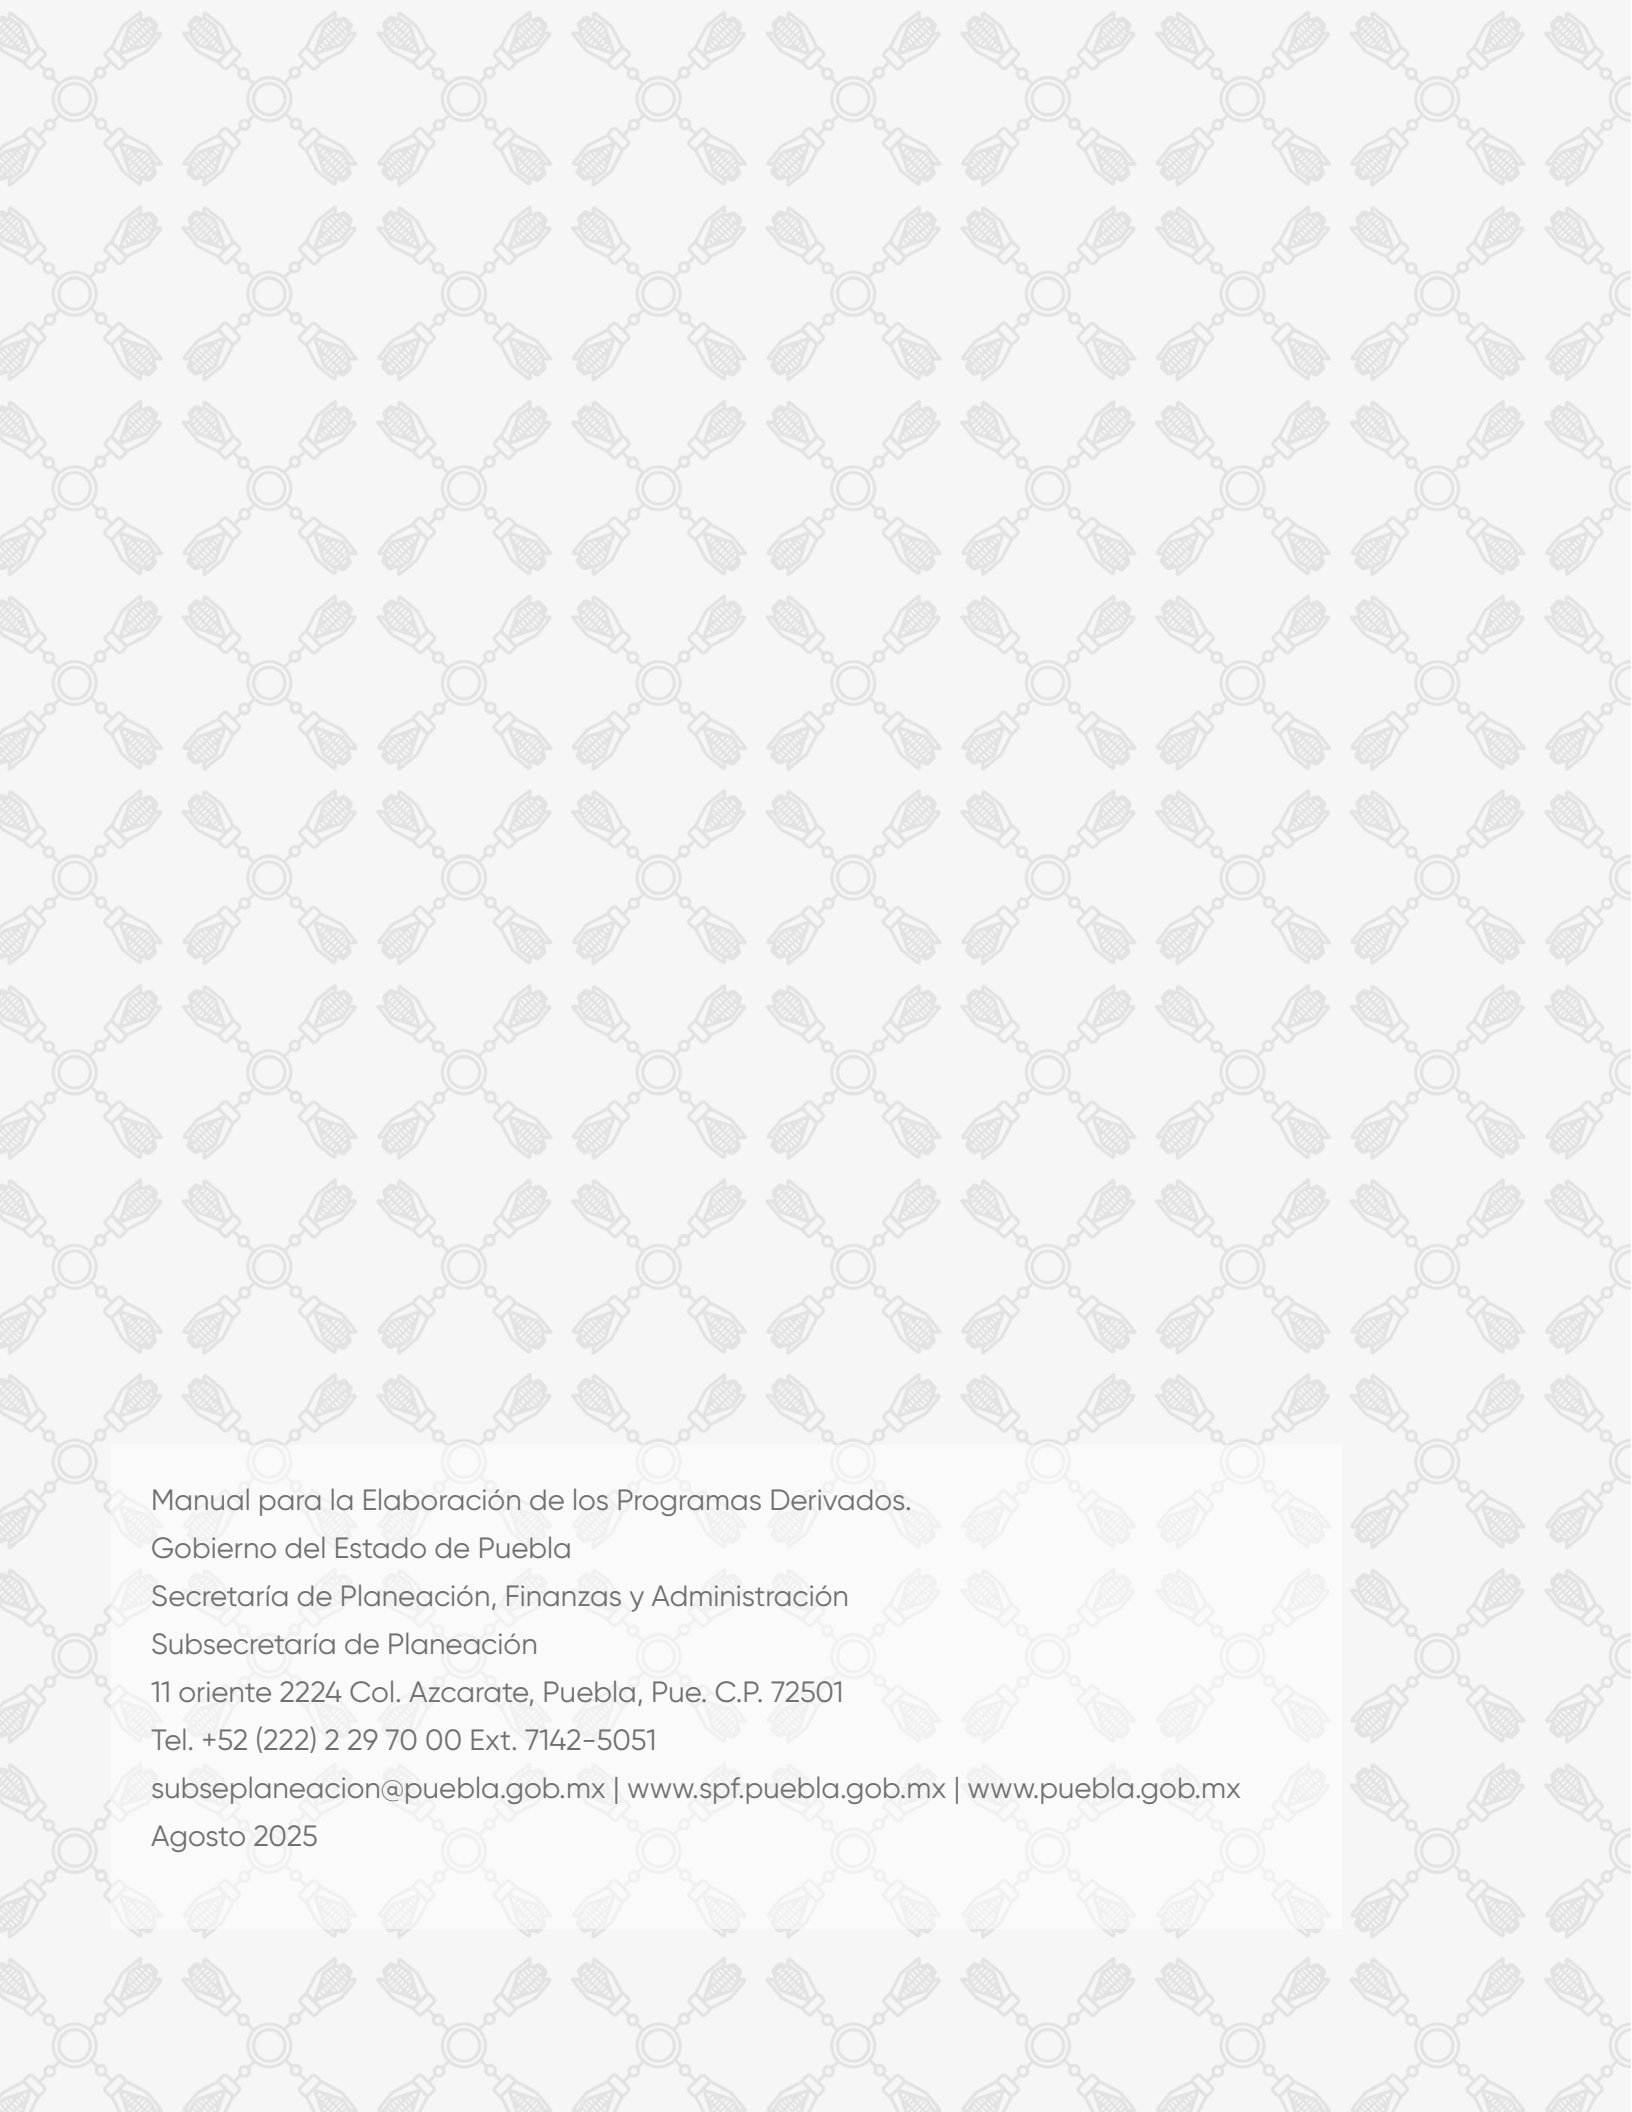 Manual para la Elaboración de los Programas Derivados.
Gobierno del Estado de Puebla
Secretaría de Planeación, Finanzas y Administración
Subsecretaría de Planeación
11 oriente 2224 Col. Azcarate, Puebla, Pue. C.P. 72501
Tel. +52 (222) 2 29 70 00 Ext. 7142-5051
subseplaneacion@puebla.gob.mx | www.spf.puebla.gob.mx | www.puebla.gob.mx
Agosto 2025